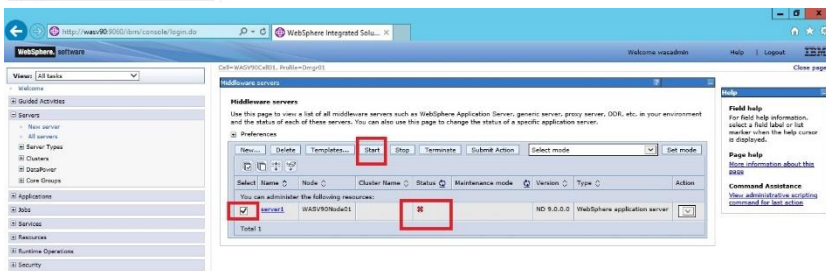 http://wasv90:9060/ibm/console/login.do
WebSphere Integrated Solu...
WebSphere. software
Welcome wasadmin
Help | Logout
IBM
Cell=WASV90Cell01, Profile=Dmgr01
Close page
View: All tasks
Welcome
Guided Activities
Servers
New server
All servers
Server Types
Clusters
DataPower
Core Groups
Applications
Jobs
Services
Resources
Runtime Operations
Security
Middleware servers
Middleware servers
Use this page to view a list of all middleware servers such as WebSphere Application Server, generic server, proxy server, ODR, etc. in your environment
and the status of each of these servers. You can also use this page to change the status of a specific application server.
Preferences
New... Delete Templates... Start Stop Terminate Submit Action Select mode Set mode
Select Name Node Cluster Name Status Maintenance mode Version Type Action
You can administer the following resources:
server1 WASV90Node01 ND 9.0.0.0 WebSphere application server
Total 1
Help
Field help
For field help information,
select a field label or list
marker when the help cursor
is displayed.
Page help
More information about this
page
Command Assistance
View administrative scripting
command for last action